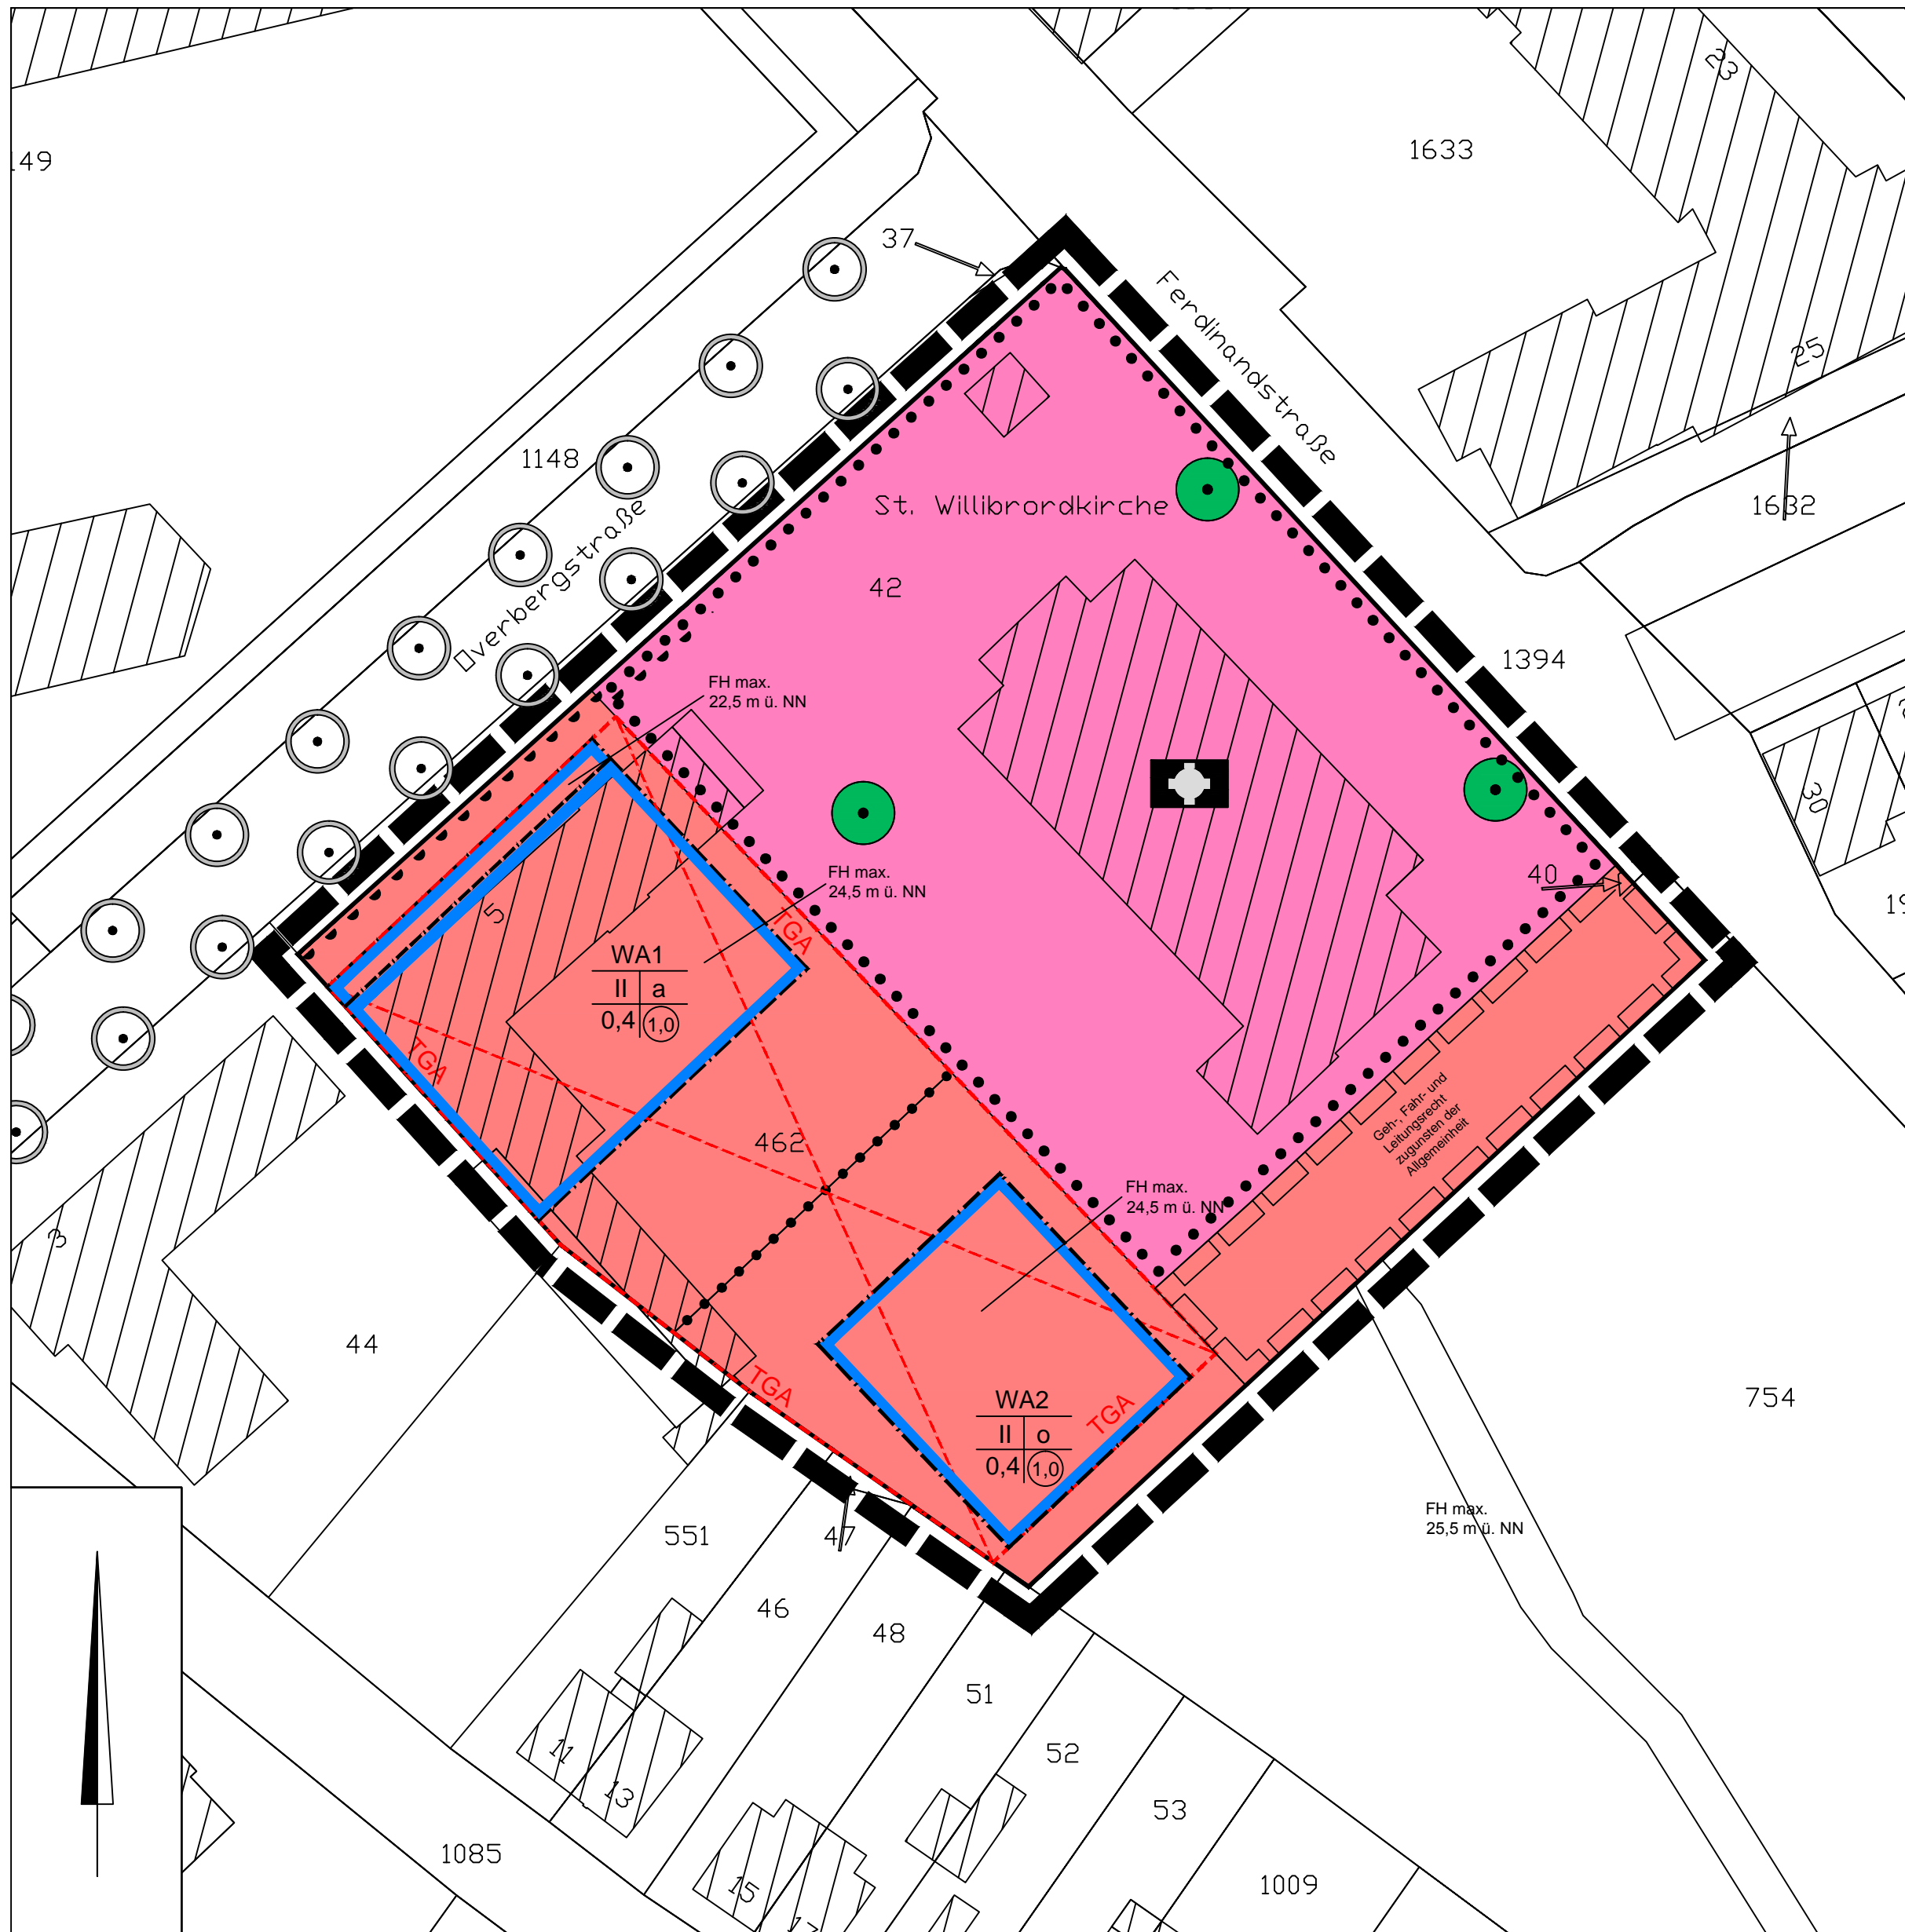 23
1633
149
37
Ferdinandstraße
25
1148
St. Willibrordkirche
1632
Overbergstraße
42
1394
FH max.
22,5 m ü. NN
30
FH max.
24,5 m ü. NN
40
5
TGA
WA1
II a
0,4 1,0
TGA
462
Geh-, Fahr- und
Leitungsrecht
zugunsten der
Allgemeinheit
FH max.
24,5 m ü. NN
3
44
TGA
WA2
II o
0,4 1,0
TGA
754
FH max.
25,5 m ü. NN
551
47
46
48
51
52
53
11
13
1085
15
17
1009